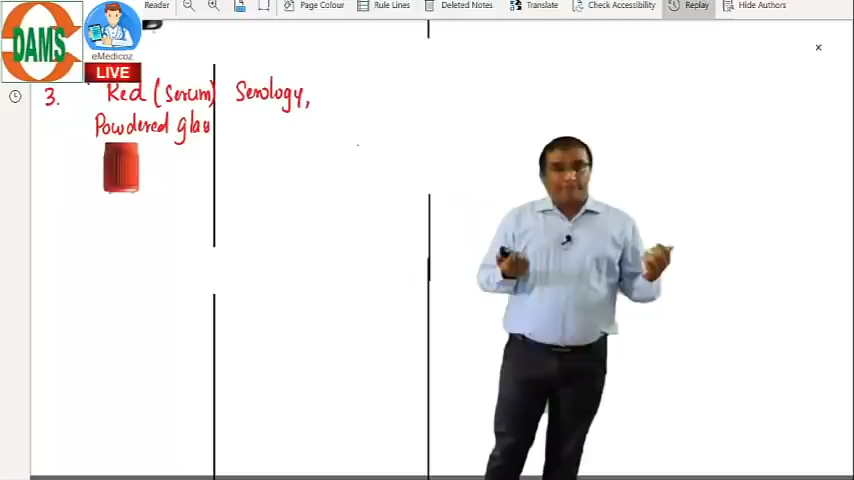 Reader
Page Colour
Rule Lines
Deleted Notes
Translate
Check Accessibility
Replay
Hide Authors
DAMS
eMedicoz
LIVE
3. Red (Serum) Serology,
Powdered glass